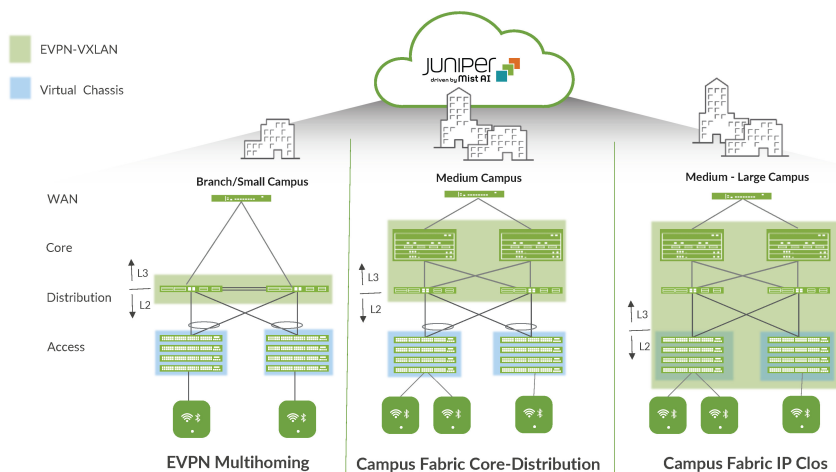 EVPN-VXLAN
Virtual Chassis
JUNIPER
driven by Mist AI
Branch/Small Campus
Medium Campus
Medium - Large Campus
WAN
Core
L3
Distribution
L2
Access
L3
L2
L3
L2
EVPN Multihoming
Campus Fabric Core-Distribution
Campus Fabric IP Clos